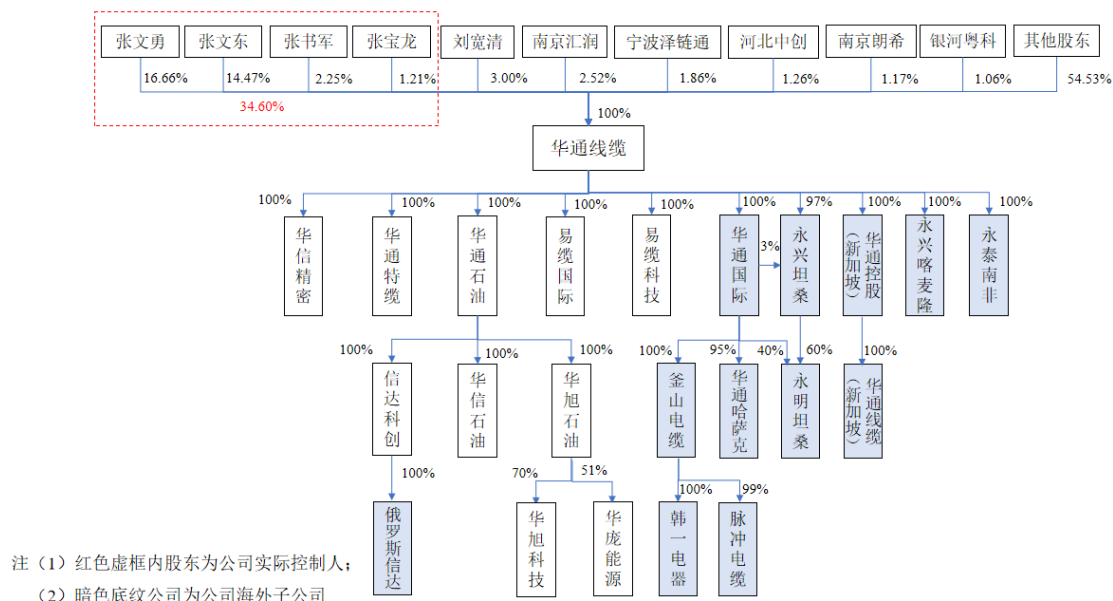 张文勇 张文东 张书军 张宝龙 刘宽清 南京汇润 宁波泽链通 河北中创 南京朗希 银河粤科 其他股东
16.66% 14.47% 2.25% 1.21% 3.00% 2.52% 1.86% 1.26% 1.17% 1.06% 54.53%
34.60%
100%
华通线缆
100% 100% 100% 100% 100% 100% 97% 100% 100% 100%
华信精密 华通特缆 华通石油 易缆国际 易缆科技 华通国际 3% 永兴坦桑 华通控股(新加坡) 永兴喀麦隆 永泰南非
100% 100% 100% 100% 95% 40% 60% 100%
信达科创 华信石油 华旭石油 釜山电缆 华通哈萨克 永明坦桑 华通线缆(新加坡)
100% 70% 51% 100% 99%
俄罗斯信达 华旭科技 华庞能源 韩一电器 脉冲电缆
注（1）红色虚框内股东为公司实际控制人；
（2）暗色底纹公司为公司海外子公司